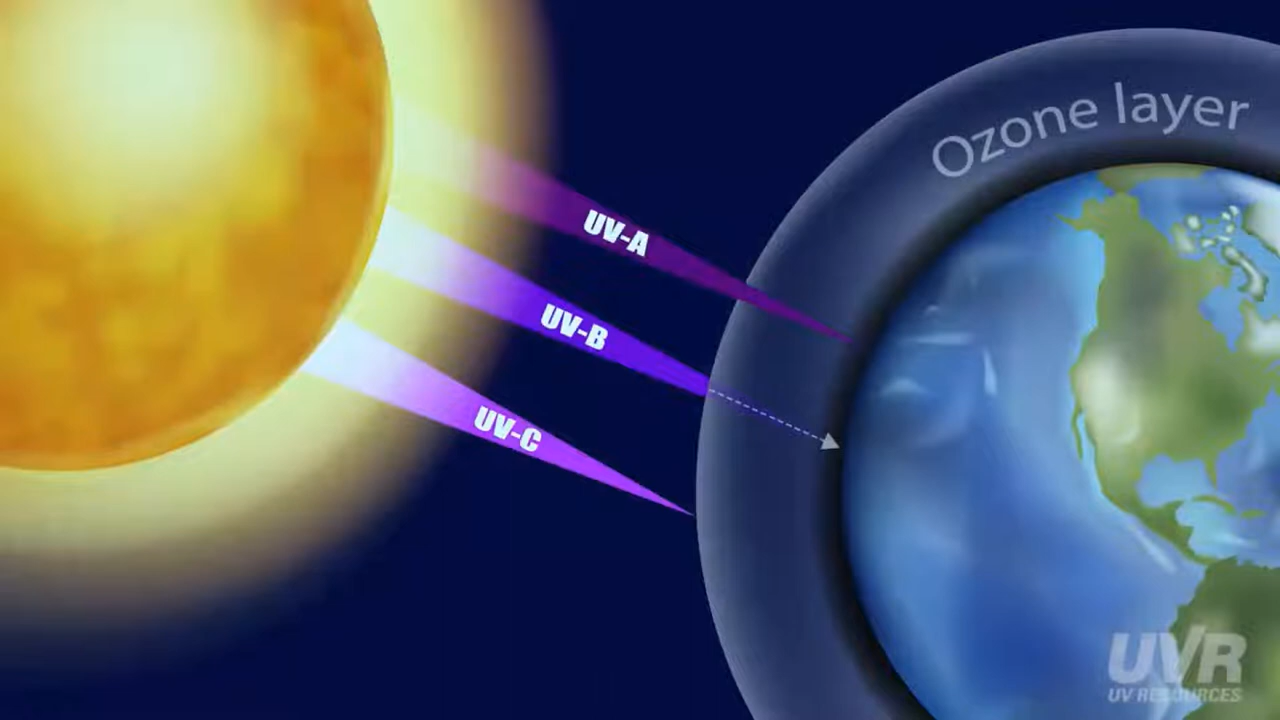 Ozone layer
UV-A
UV-B
UV-C
UVR
UV RESOURCES